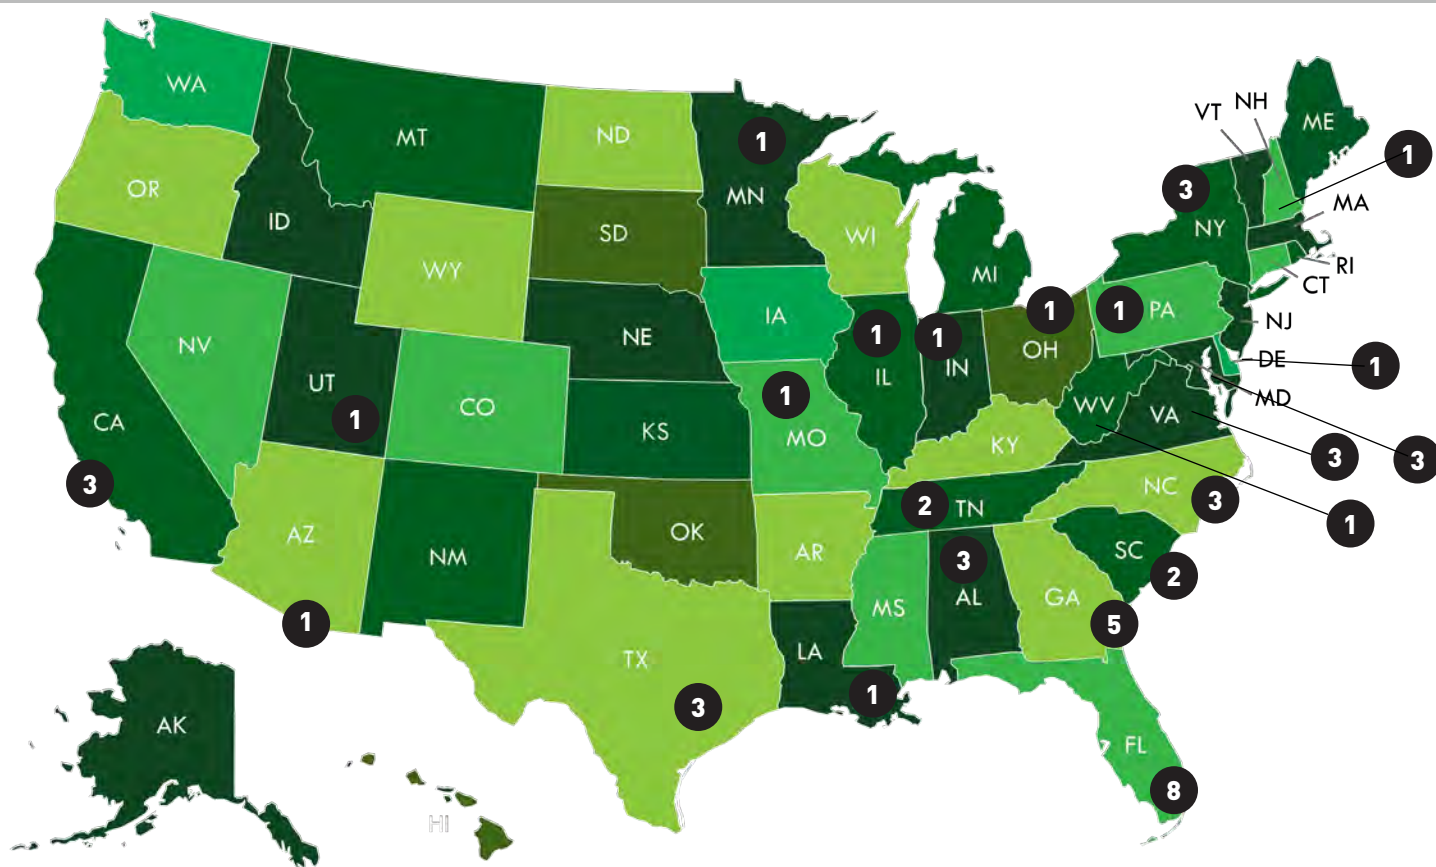 WA
MT
ND
MN
1
OR
ID
SD
WI
MI
WY
VT
NH
ME
1
3
NY
MA
RI
CT
NV
UT
1
CO
NE
IA
1
IL
1
IN
1
OH
1
PA
NJ
DE
1
MD
3
CA
3
KS
1
MO
KY
WV
1
VA
3
AZ
1
NM
OK
AR
2
TN
NC
3
SC
2
MS
3
AL
GA
5
TX
3
LA
1
FL
8
AK
HI